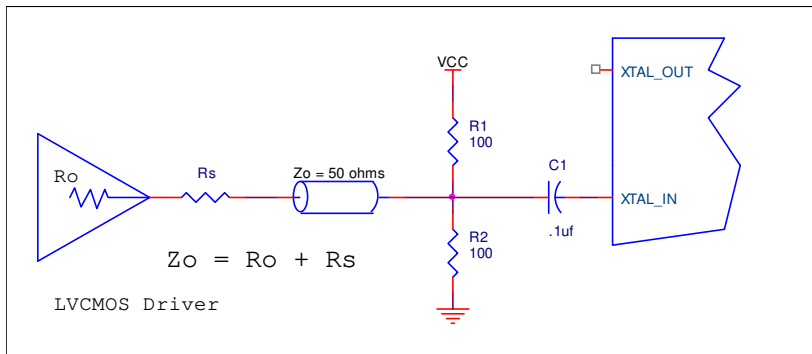 VCC
XTAL_OUT
R1
100
Ro
Rs
Zo = 50 ohms
C1
XTAL_IN
.1uf
R2
100
Zo = Ro + Rs
LVCMOS Driver